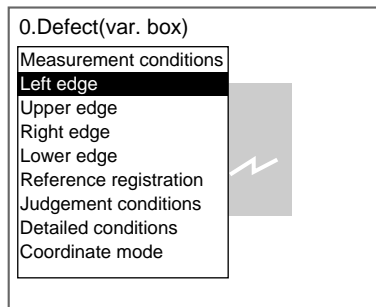 0.Defect(var. box)
Measurement conditions
Left edge
Upper edge
Right edge
Lower edge
Reference registration
Judgement conditions
Detailed conditions
Coordinate mode